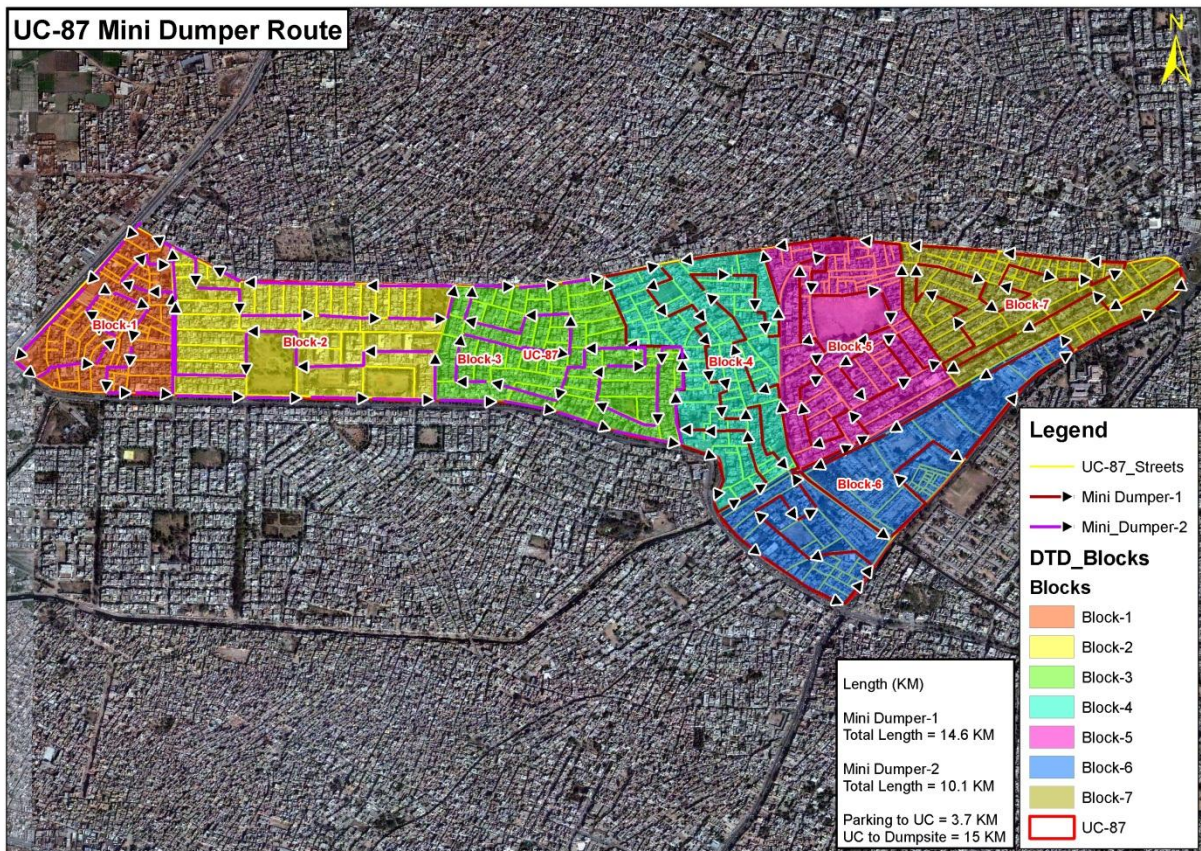 UC-87 Mini Dumper Route
N
Block-1
Block-2
Block-3
UC-87
Block-4
Block-5
Block-6
Block-7
Legend
UC-87_Streets
Mini Dumper-1
Mini_Dumper-2
DTD_Blocks
Blocks
Block-1
Block-2
Block-3
Block-4
Block-5
Block-6
Block-7
UC-87
Length (KM)
Mini Dumper-1
Total Length = 14.6 KM
Mini Dumper-2
Total Length = 10.1 KM
Parking to UC = 3.7 KM
UC to Dumpsite = 15 KM